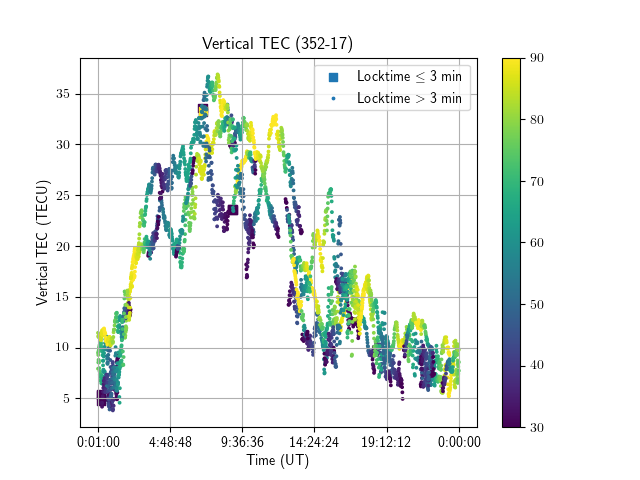 Vertical TEC (352-17)
Locktime ≤ 3 min
Locktime > 3 min
Vertical TEC (TECU)
35
30
25
20
15
10
5
0:01:00 4:48:48 9:36:36 14:24:24 19:12:12 0:00:00
Time (UT)
90
80
70
60
50
40
30